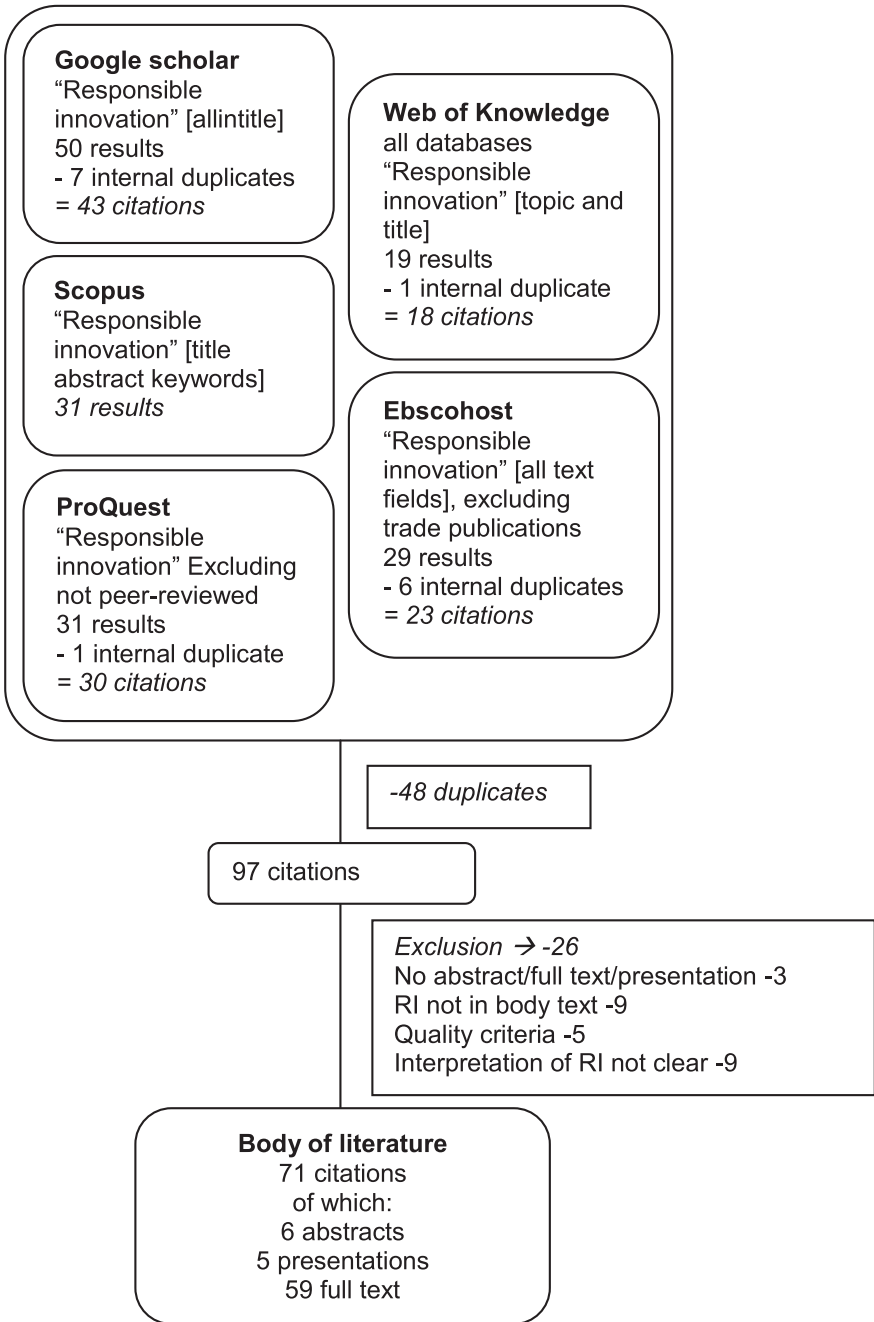 Google scholar
“Responsible
innovation” [allintitle]
50 results
- 7 internal duplicates
= 43 citations
Scopus
“Responsible
innovation” [title
abstract keywords]
31 results
ProQuest
“Responsible
innovation” Excluding
not peer-reviewed
31 results
- 1 internal duplicate
= 30 citations
Web of Knowledge
all databases
“Responsible
innovation” [topic and
title]
19 results
- 1 internal duplicate
= 18 citations
Ebscohost
“Responsible
innovation” [all text
fields], excluding
trade publications
29 results
- 6 internal duplicates
= 23 citations
-48 duplicates
97 citations
Exclusion → -26
No abstract/full text/presentation -3
RI not in body text -9
Quality criteria -5
Interpretation of RI not clear -9
Body of literature
71 citations
of which:
6 abstracts
5 presentations
59 full text